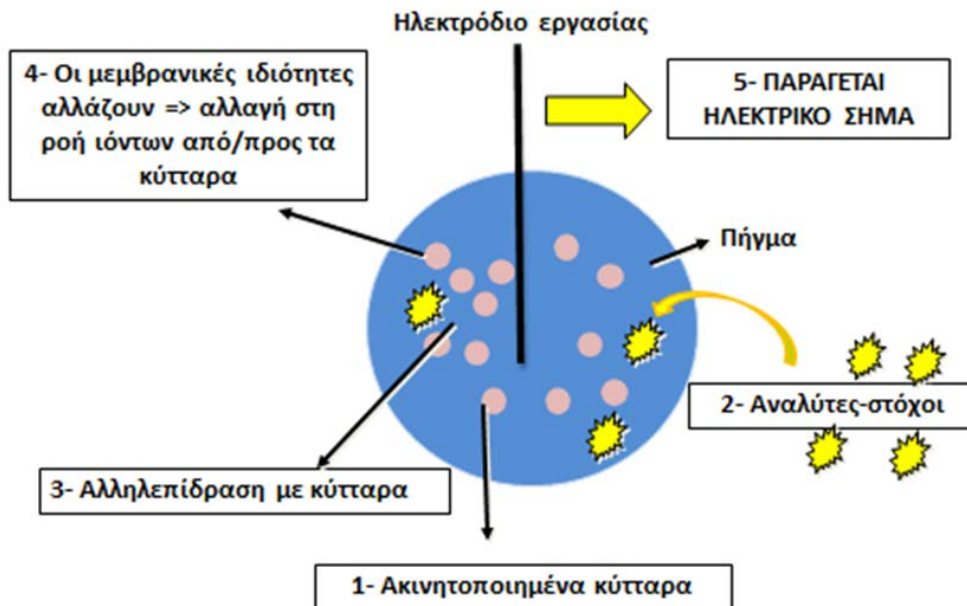 Ηλεκτρόδιο εργασίας
4- Οι μεμβρανικές ιδιότητες
αλλάζουν => αλλαγή στη
ροή ιόντων από/προς τα
κύτταρα
5- ΠΑΡΑΓΕΤΑΙ
ΗΛΕΚΤΡΙΚΟ ΣΗΜΑ
Πήγμα
2- Αναλύτες-στόχοι
3- Αλληλεπίδραση με κύτταρα
1- Ακινητοποιημένα κύτταρα